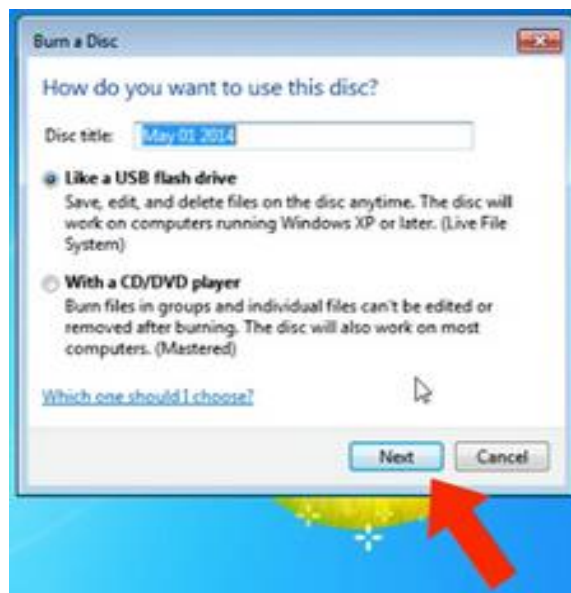 Burn a Disc
How do you want to use this disc?
Disc title: May 01 2014
Like a USB flash drive
Save, edit, and delete files on the disc anytime. The disc will
work on computers running Windows XP or later. (Live File
System)
With a CD/DVD player
Burn files in groups and individual files can't be edited or
removed after burning. The disc will also work on most
computers. (Mastered)
Which one should I choose?
Next Cancel